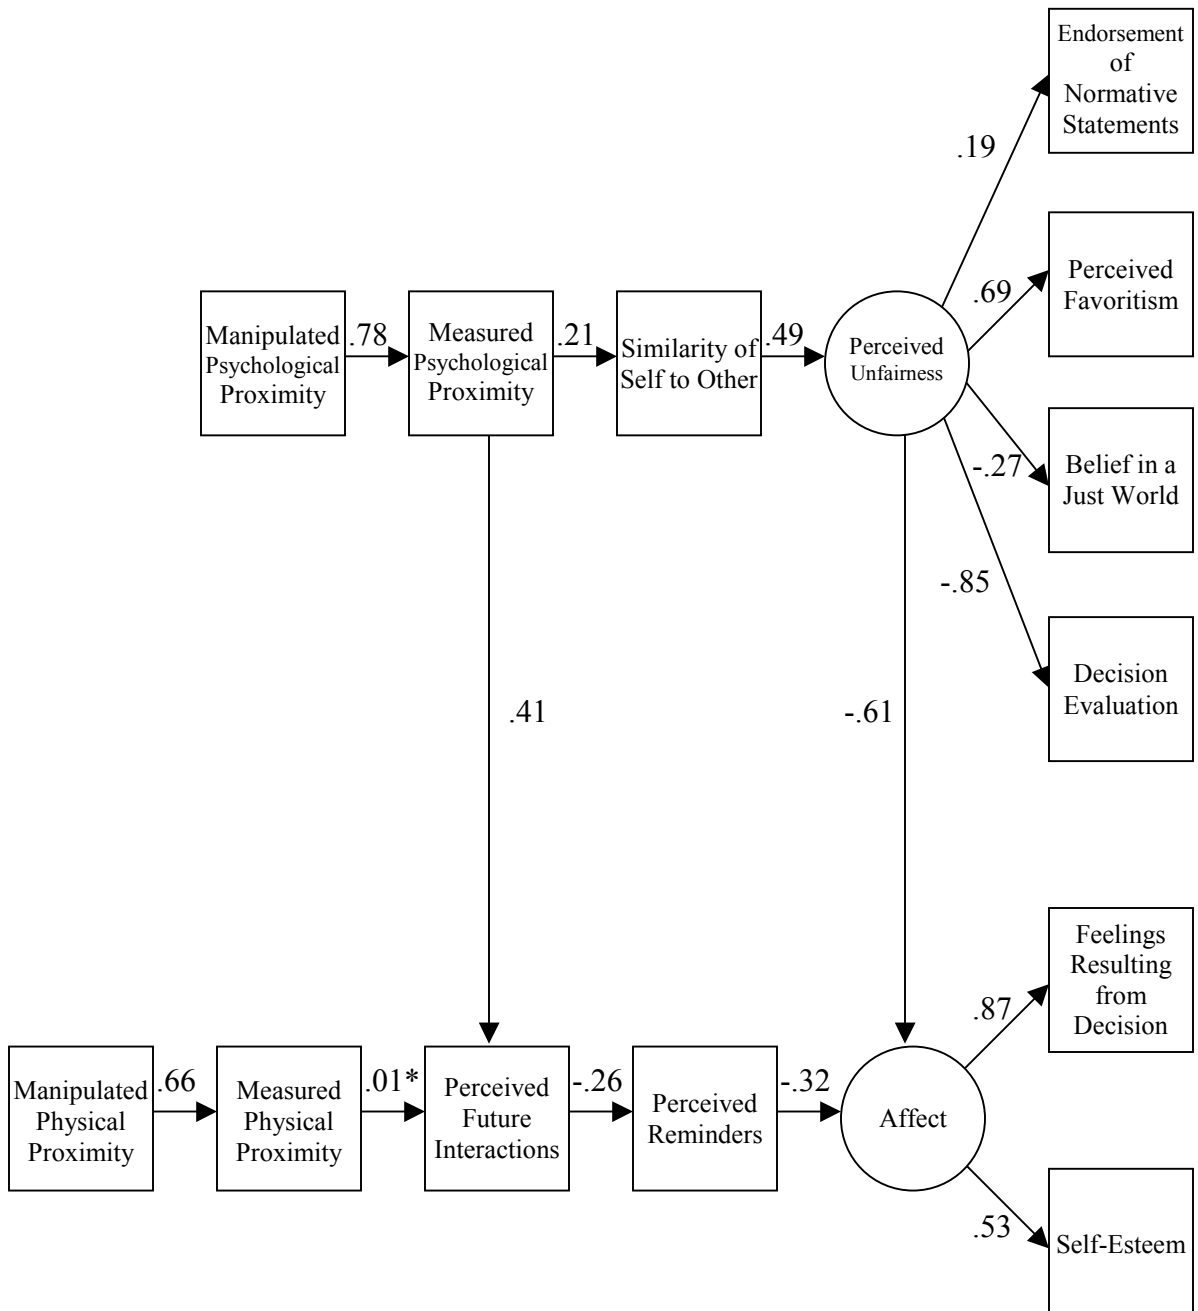 Endorsement
of
Normative
Statements
.19
Perceived
Favoritism
.69
Manipulated
Psychological
Proximity
.78
Measured
Psychological
Proximity
.21
Similarity of
Self to Other
.49
Perceived
Unfairness
-.27
Belief in a
Just World
-.85
Decision
Evaluation
.41
-.61
Feelings
Resulting
from
Decision
.87
Manipulated
Physical
Proximity
.66
Measured
Physical
Proximity
.01*
Perceived
Future
Interactions
-.26
Perceived
Reminders
-.32
Affect
.53
Self-Esteem